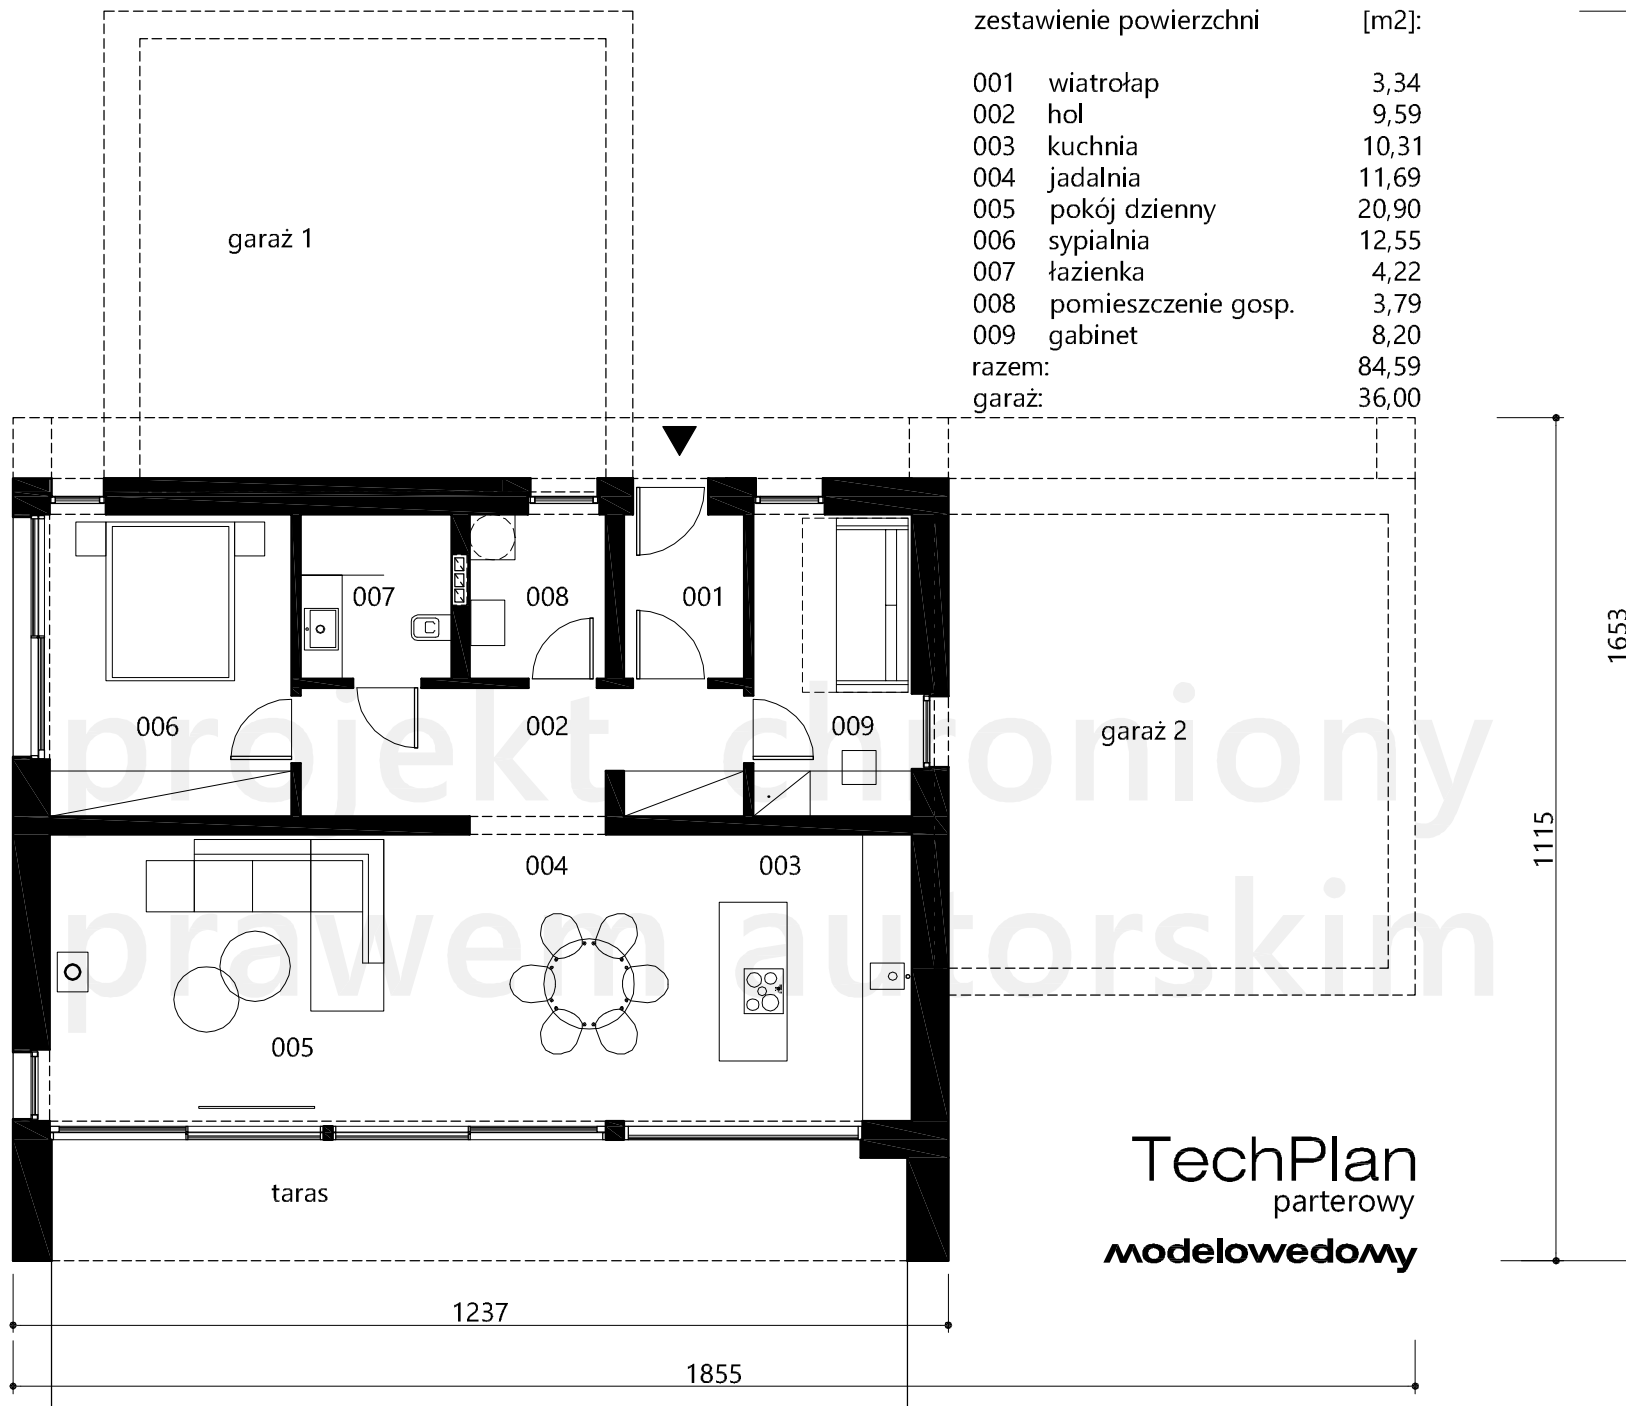 zestawienie powierzchni [m2]:
001 wiatrołap 3,34
002 hol 9,59
003 kuchnia 10,31
004 jadalnia 11,69
005 pokój dzienny 20,90
006 sypialnia 12,55
007 łazienka 4,22
008 pomieszczenie gosp. 3,79
009 gabinet 8,20
razem: 84,59
garaż: 36,00
garaż 1
007
008
001
1653
006
002
009
garaż 2
projekt chroniony
prawem autorskim
1115
004
003
005
taras
TechPlan
parterowy
modelowedomy
1237
1855